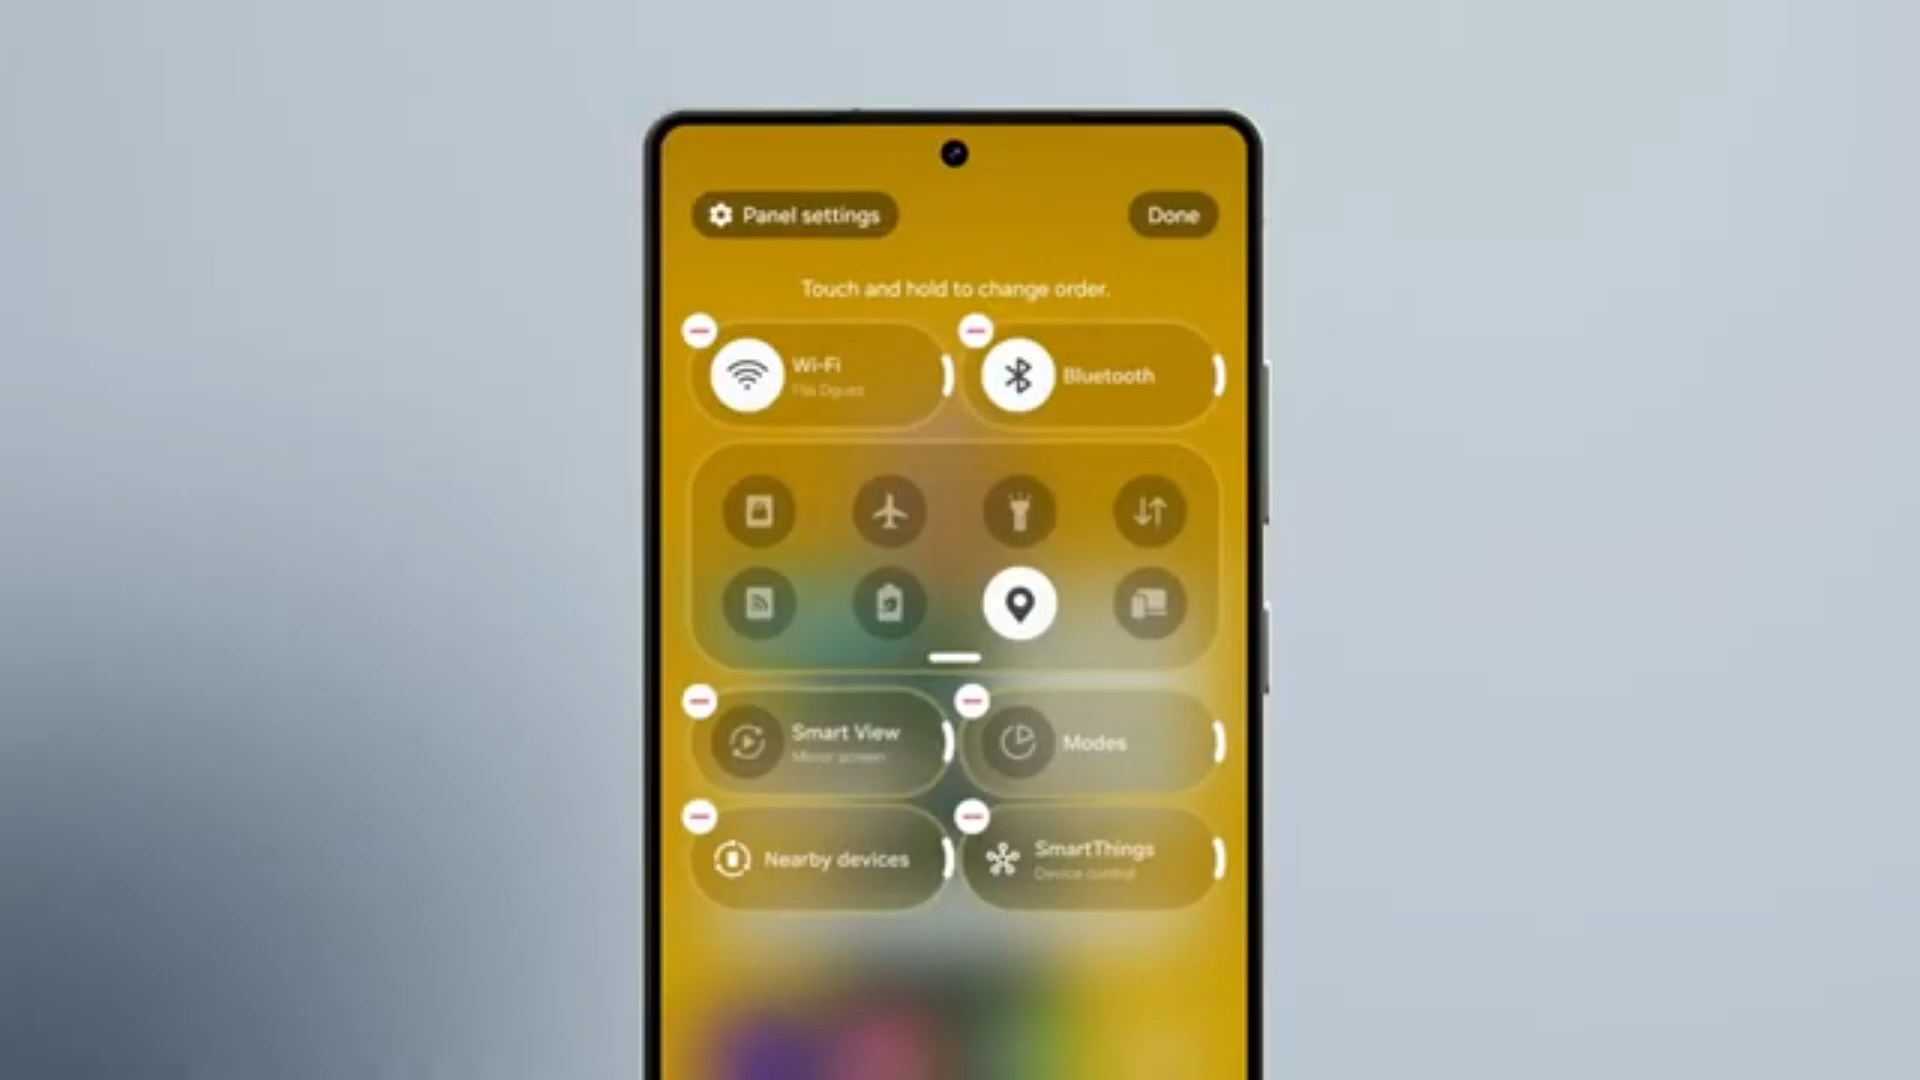 Panel settings
Done
Touch and hold to change order.
Wi-Fi
Bluetooth
Smart View
Mirror screen
Modes
Nearby devices
SmartThings
Device control